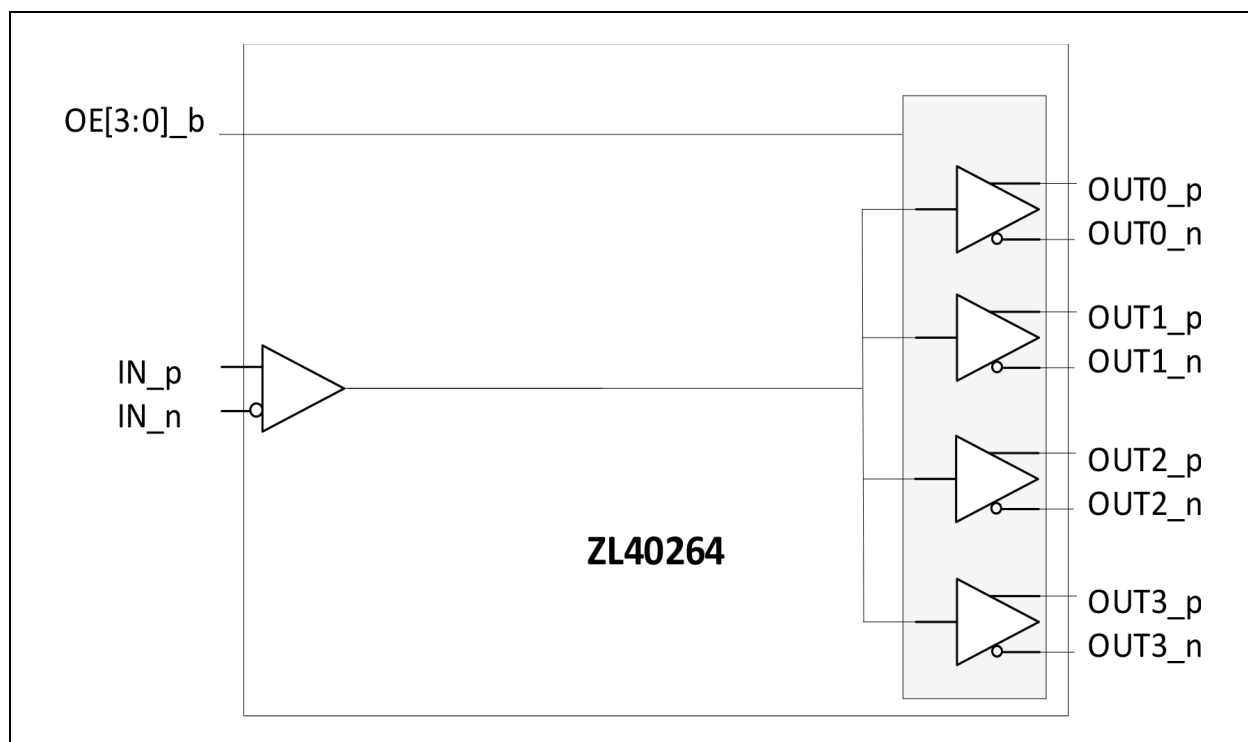 OE[3:0]_b
OUT0_p
OUT0_n
OUT1_p
OUT1_n
IN_p
IN_n
OUT2_p
OUT2_n
ZL40264
OUT3_p
OUT3_n